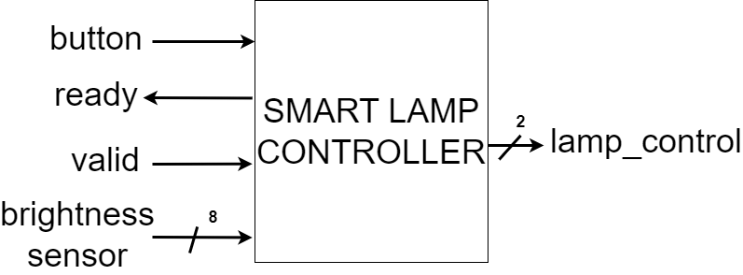 button
ready
valid
brightness
sensor
8
SMART LAMP
CONTROLLER
2
lamp_control